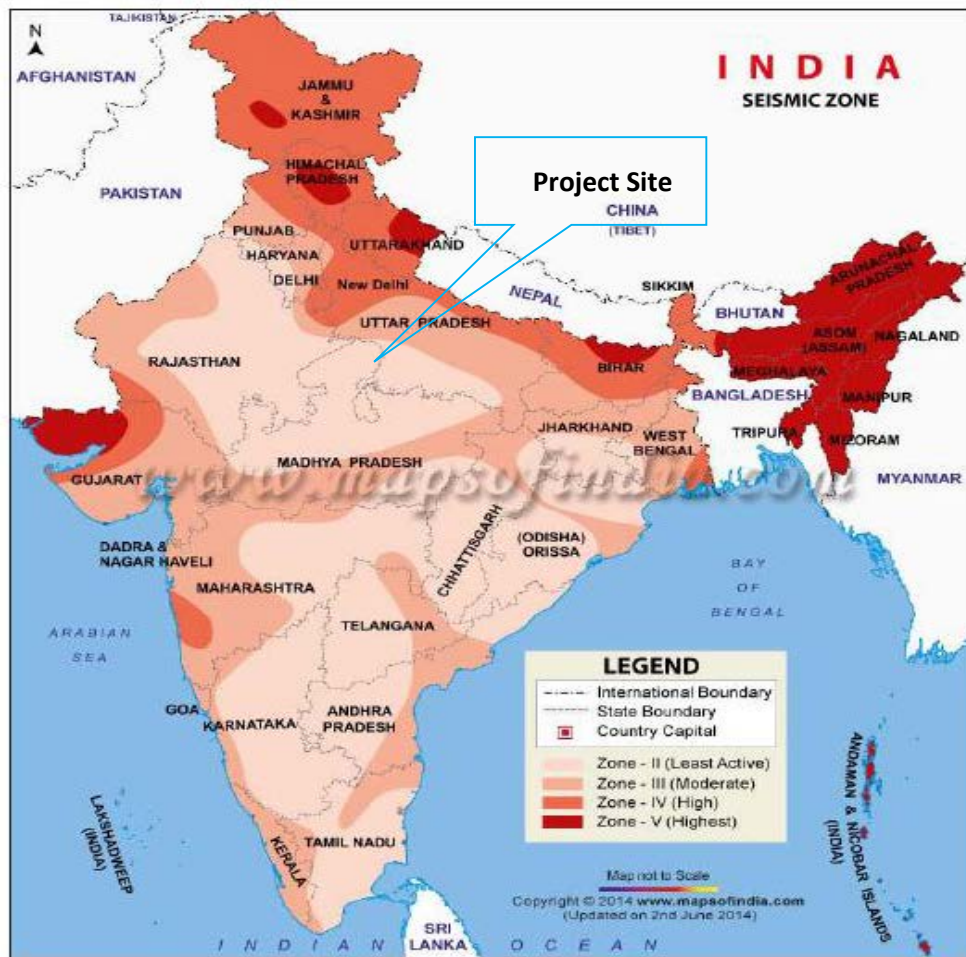 N
TAJIKISTAN
AFGHANISTAN
INDIA
SEISMIC ZONE
JAMMU
&
KASHMIR
PAKISTAN
HIMACHAL
PRADESH
Project Site
CHINA
(TIBET)
PUNJAB
HARYANA
UTTARAKHAND
DELHI
New Delhi
NEPAL
SIKKIM
BHUTAN
ARUNACHAL
PRADESH
UTTAR PRADESH
ASOM
(ASSAM)
NAGALAND
RAJASTHAN
BIHAR
MEGHALAYA
BANGLADESH
MANIPUR
JHARKHAND
WEST
BENGAL
TRIPURA
MIZORAM
MADHYA PRADESH
GUJARAT
www.mapsofindia.com
MYANMAR
CHHATTISGARH
(ODISHA)
ORISSA
DADRA &
NAGAR HAVELI
MAHARASHTRA
BAY
OF
BENGAL
ARABIAN
SEA
TELANGANA
GOA
KARNATAKA
ANDHRA
PRADESH
LEGEND
International Boundary
State Boundary
Country Capital
Zone - II (Least Active)
Zone - III (Moderate)
Zone - IV (High)
Zone - V (Highest)
ANDAMAN & NICOBAR ISLANDS
(INDIA)
LAKSHADWEEP
(INDIA)
KERALA
TAMIL NADU
Map not to Scale
Copyright © 2014 www.mapsofindia.com
(Updated on 2nd June 2014)
SRI
LANKA
INDIAN OCEAN